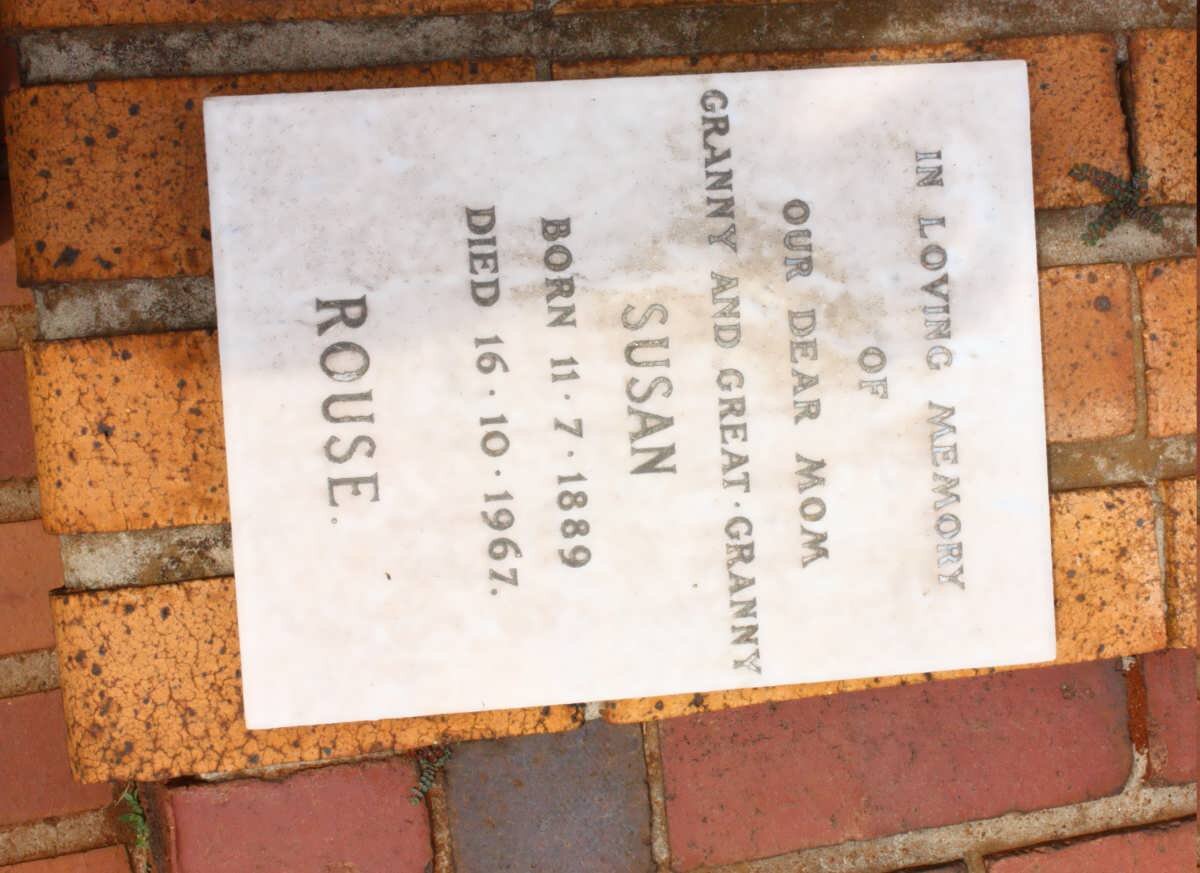 IN LOVING MEMORY
OF
OUR DEAR MOM
GRANNY AND GREAT·GRANNY
SUSAN
BORN 11·7·1889
DIED 16·10·1967.
ROUSE.